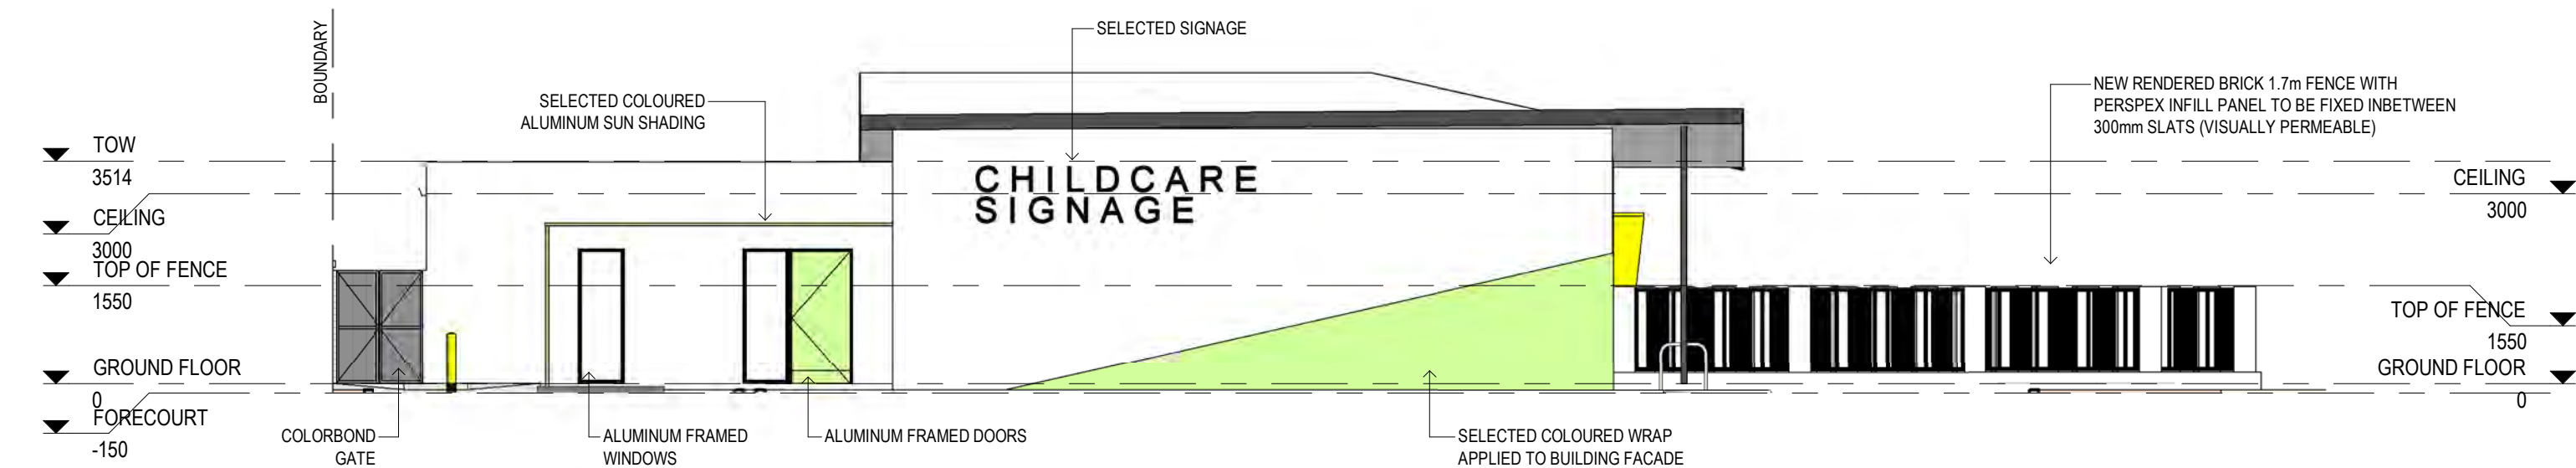 BOUNDARY
SELECTED SIGNAGE
SELECTED COLOURED
ALUMINUM SUN SHADING
NEW RENDERED BRICK 1.7m FENCE WITH
PERSPEX INFILL PANEL TO BE FIXED INBETWEEN
300mm SLATS (VISUALLY PERMEABLE)
TOW
3514
CEILING
3000
TOP OF FENCE
1550
GROUND FLOOR
0
FORECOURT
-150
CHILDCARE
SIGNAGE
CEILING
3000
TOP OF FENCE
1550
GROUND FLOOR
0
COLORBOND
GATE
ALUMINUM FRAMED
WINDOWS
ALUMINUM FRAMED DOORS
SELECTED COLOURED WRAP
APPLIED TO BUILDING FACADE